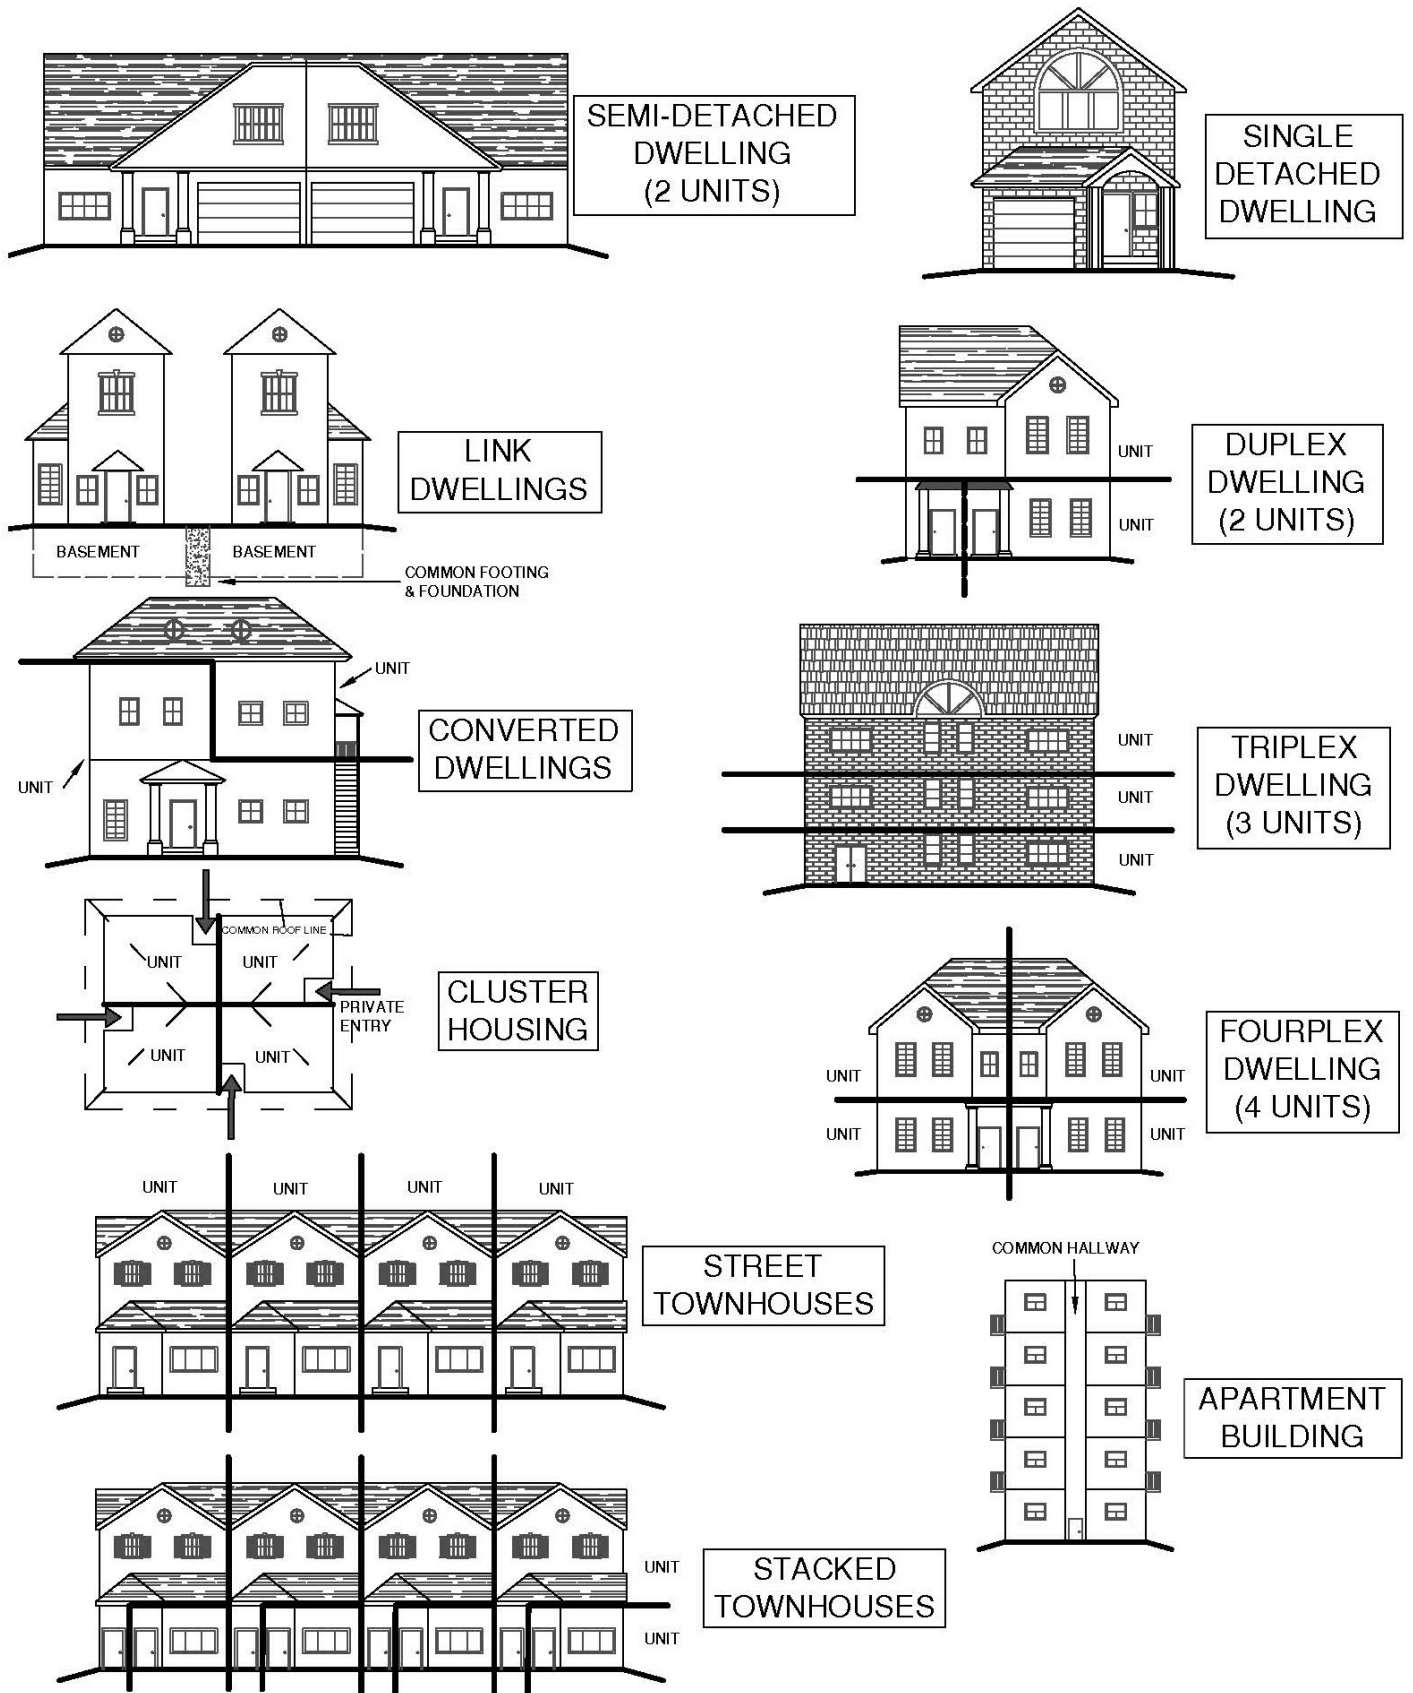 SEMI-DETACHED
DWELLING
(2 UNITS)
SINGLE
DETACHED
DWELLING
LINK
DWELLINGS
BASEMENT
BASEMENT
COMMON FOOTING
& FOUNDATION
UNIT
UNIT
DUPLEX
DWELLING
(2 UNITS)
UNIT
UNIT
CONVERTED
DWELLINGS
UNIT
UNIT
UNIT
TRIPLEX
DWELLING
(3 UNITS)
COMMON ROOF LINE
UNIT
UNIT
UNIT
UNIT
PRIVATE
ENTRY
CLUSTER
HOUSING
UNIT
UNIT
UNIT
UNIT
FOURPLEX
DWELLING
(4 UNITS)
UNIT
UNIT
UNIT
UNIT
STREET
TOWNHOUSES
COMMON HALLWAY
APARTMENT
BUILDING
UNIT
UNIT
STACKED
TOWNHOUSES